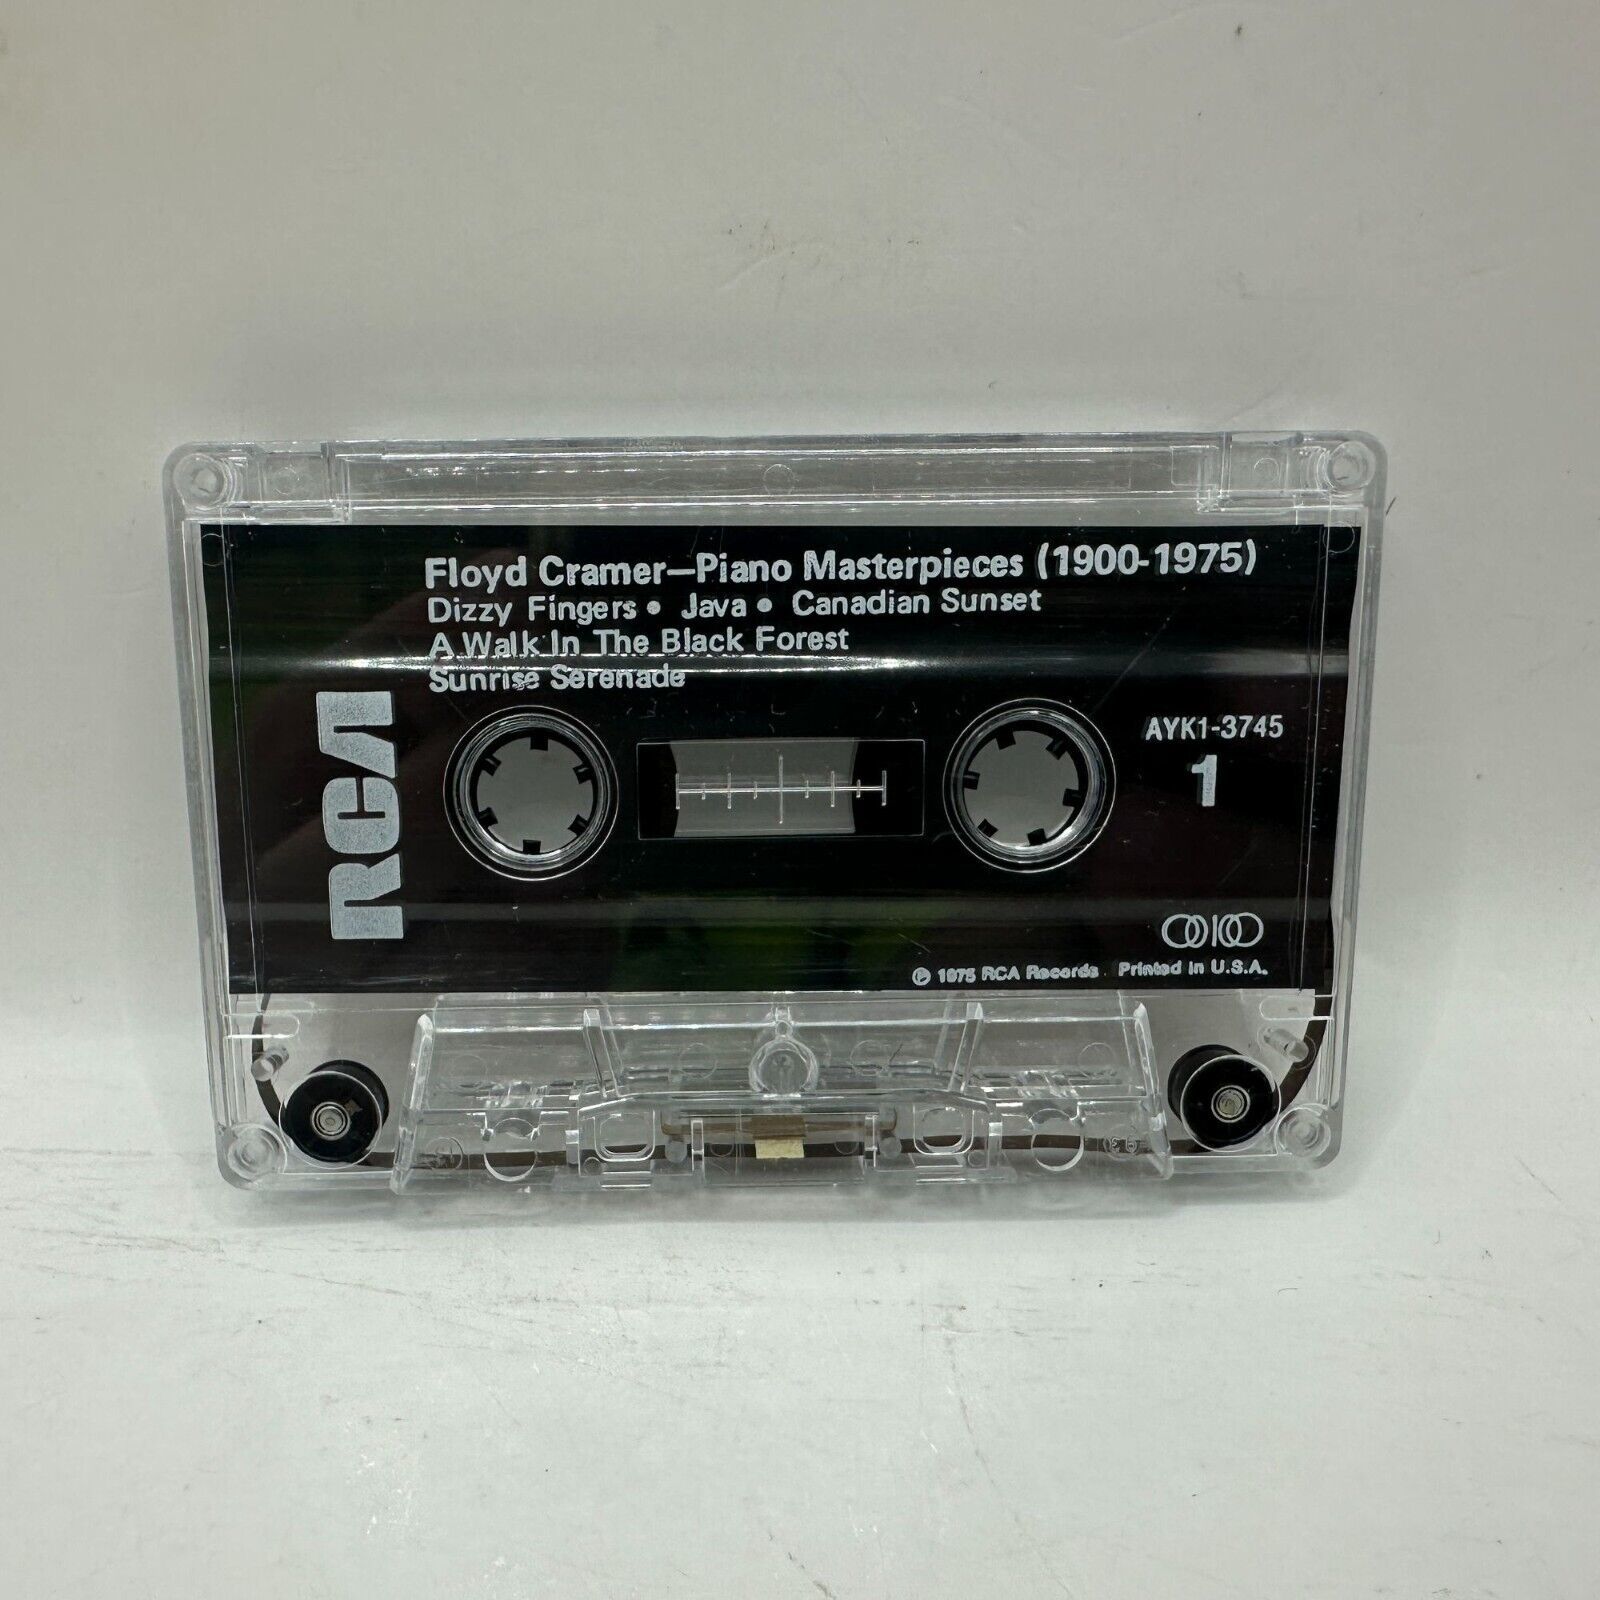 Floyd Cramer—Piano Masterpieces (1900-1975)
Dizzy Fingers • Java • Canadian Sunset
A Walk In The Black Forest
Sunrise Serenade
RCA
AYK1-3745
1
℗ 1975 RCA Records Printed in U.S.A.